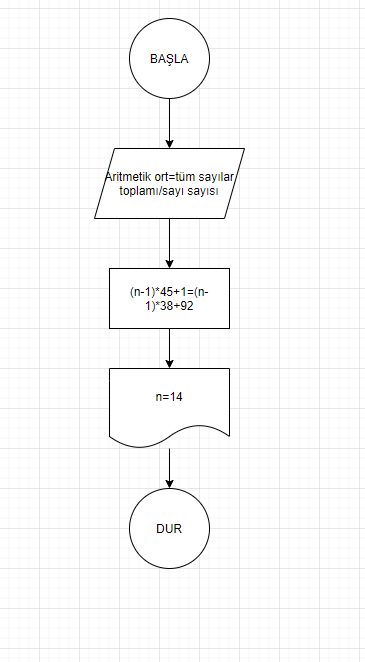 BAŞLA
Aritmetik ort=tüm sayılar
toplamı/sayı sayısı
(n-1)*45+1=(n-
1)*38+92
n=14
DUR